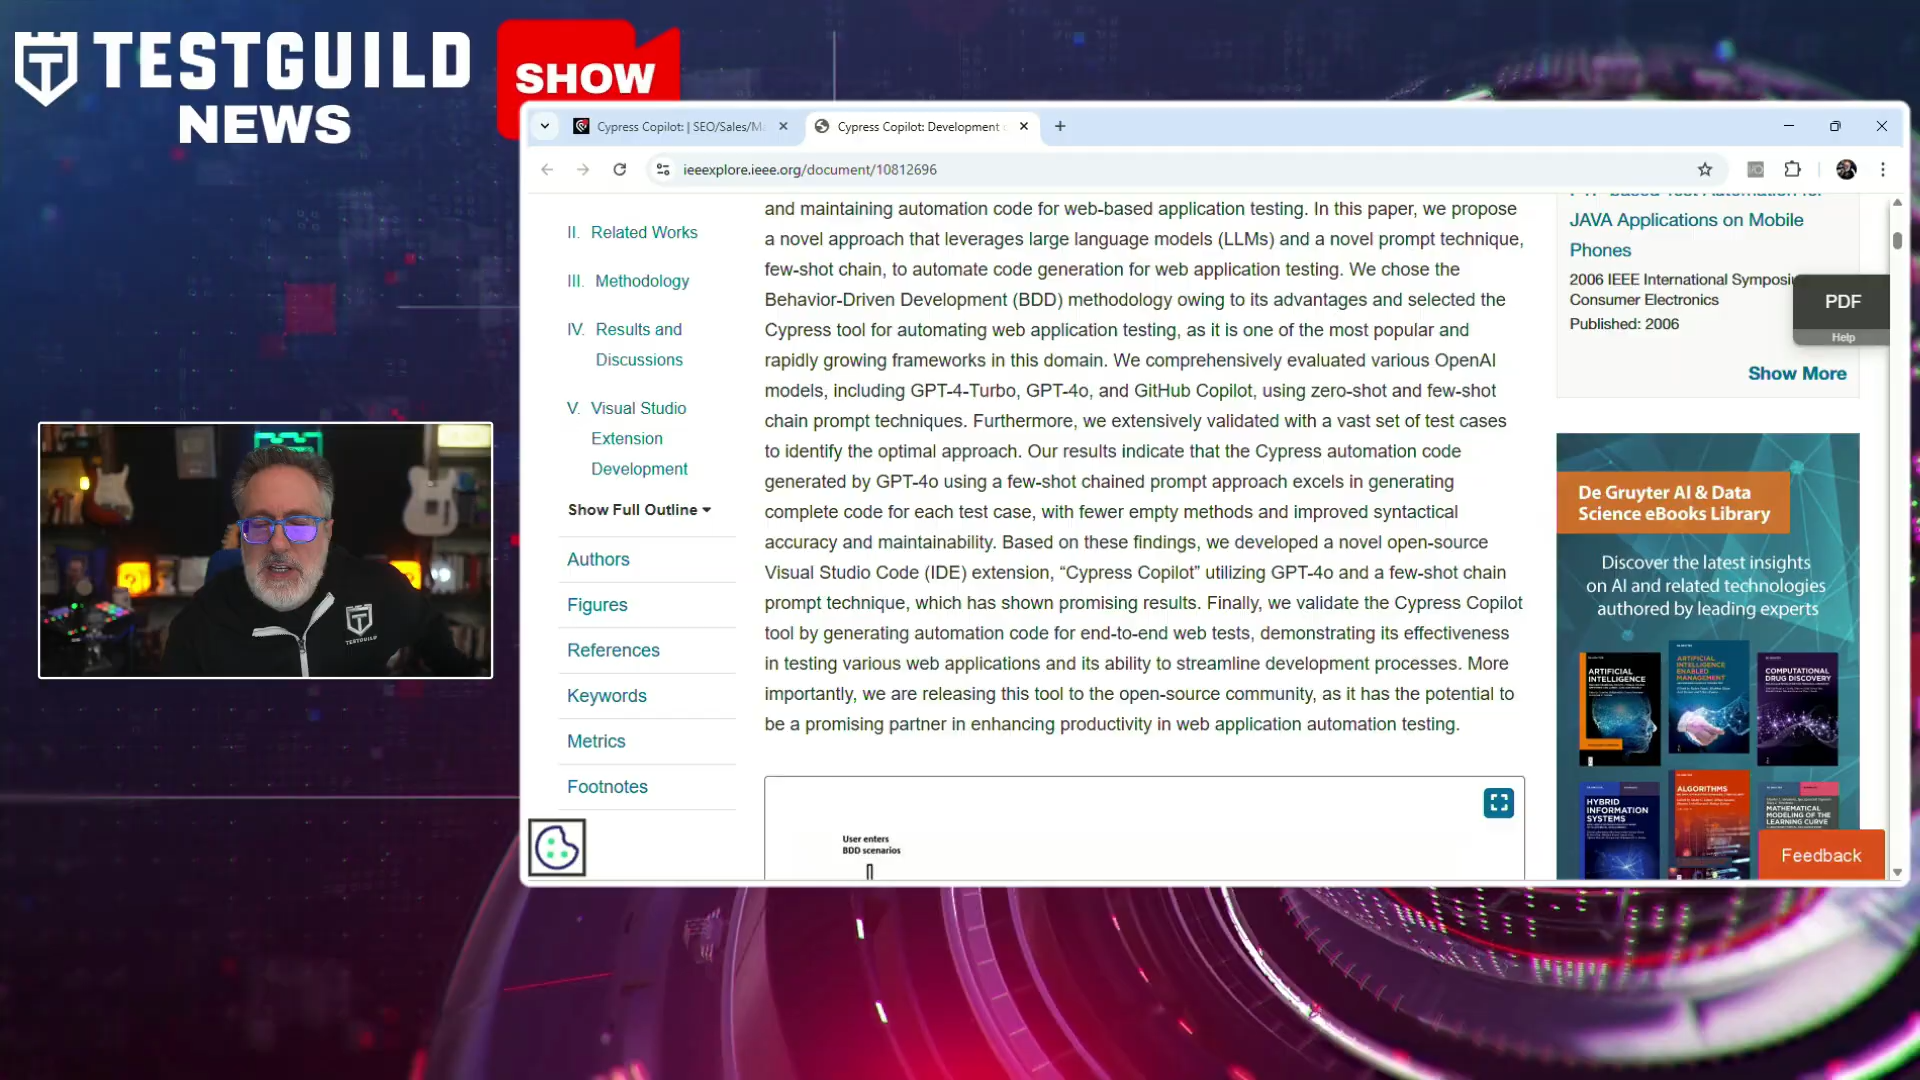 TESTGUILD
NEWS
SHOW
Cypress Copilot: | SEO/Sales/Ma
Cypress Copilot: Development
ieeexplore.ieee.org/document/10812696
II. Related Works
III. Methodology
IV. Results and
Discussions
V. Visual Studio
Extension
Development
Show Full Outline
Authors
Figures
References
Keywords
Metrics
Footnotes
and maintaining automation code for web-based application testing. In this paper, we propose
a novel approach that leverages large language models (LLMs) and a novel prompt technique,
few-shot chain, to automate code generation for web application testing. We chose the
Behavior-Driven Development (BDD) methodology owing to its advantages and selected the
Cypress tool for automating web application testing, as it is one of the most popular and
rapidly growing frameworks in this domain. We comprehensively evaluated various OpenAI
models, including GPT-4-Turbo, GPT-4o, and GitHub Copilot, using zero-shot and few-shot
chain prompt techniques. Furthermore, we extensively validated with a vast set of test cases
to identify the optimal approach. Our results indicate that the Cypress automation code
generated by GPT-4o using a few-shot chained prompt approach excels in generating
complete code for each test case, with fewer empty methods and improved syntactical
accuracy and maintainability. Based on these findings, we developed a novel open-source
Visual Studio Code (IDE) extension, “Cypress Copilot” utilizing GPT-4o and a few-shot chain
prompt technique, which has shown promising results. Finally, we validate the Cypress Copilot
tool by generating automation code for end-to-end web tests, demonstrating its effectiveness
in testing various web applications and its ability to streamline development processes. More
importantly, we are releasing this tool to the open-source community, as it has the potential to
be a promising partner in enhancing productivity in web application automation testing.
User enters
BDD scenarios
JAVA Applications on Mobile
Phones
2006 IEEE International Symposi
Consumer Electronics
Published: 2006
PDF
Help
Show More
De Gruyter AI & Data
Science eBooks Library
Discover the latest insights
on AI and related technologies
authored by leading experts
ARTIFICIAL
INTELLIGENCE
ARTIFICIAL
INTELLIGENCE
ENABLED
MANAGEMENT
COMPUTATIONAL
DRUG DISCOVERY
HYBRID
INFORMATION
SYSTEMS
ALGORITHMS
MATHEMATICAL
MODELING OF THE
LEARNING CURVE
Feedback
TESTGUILD